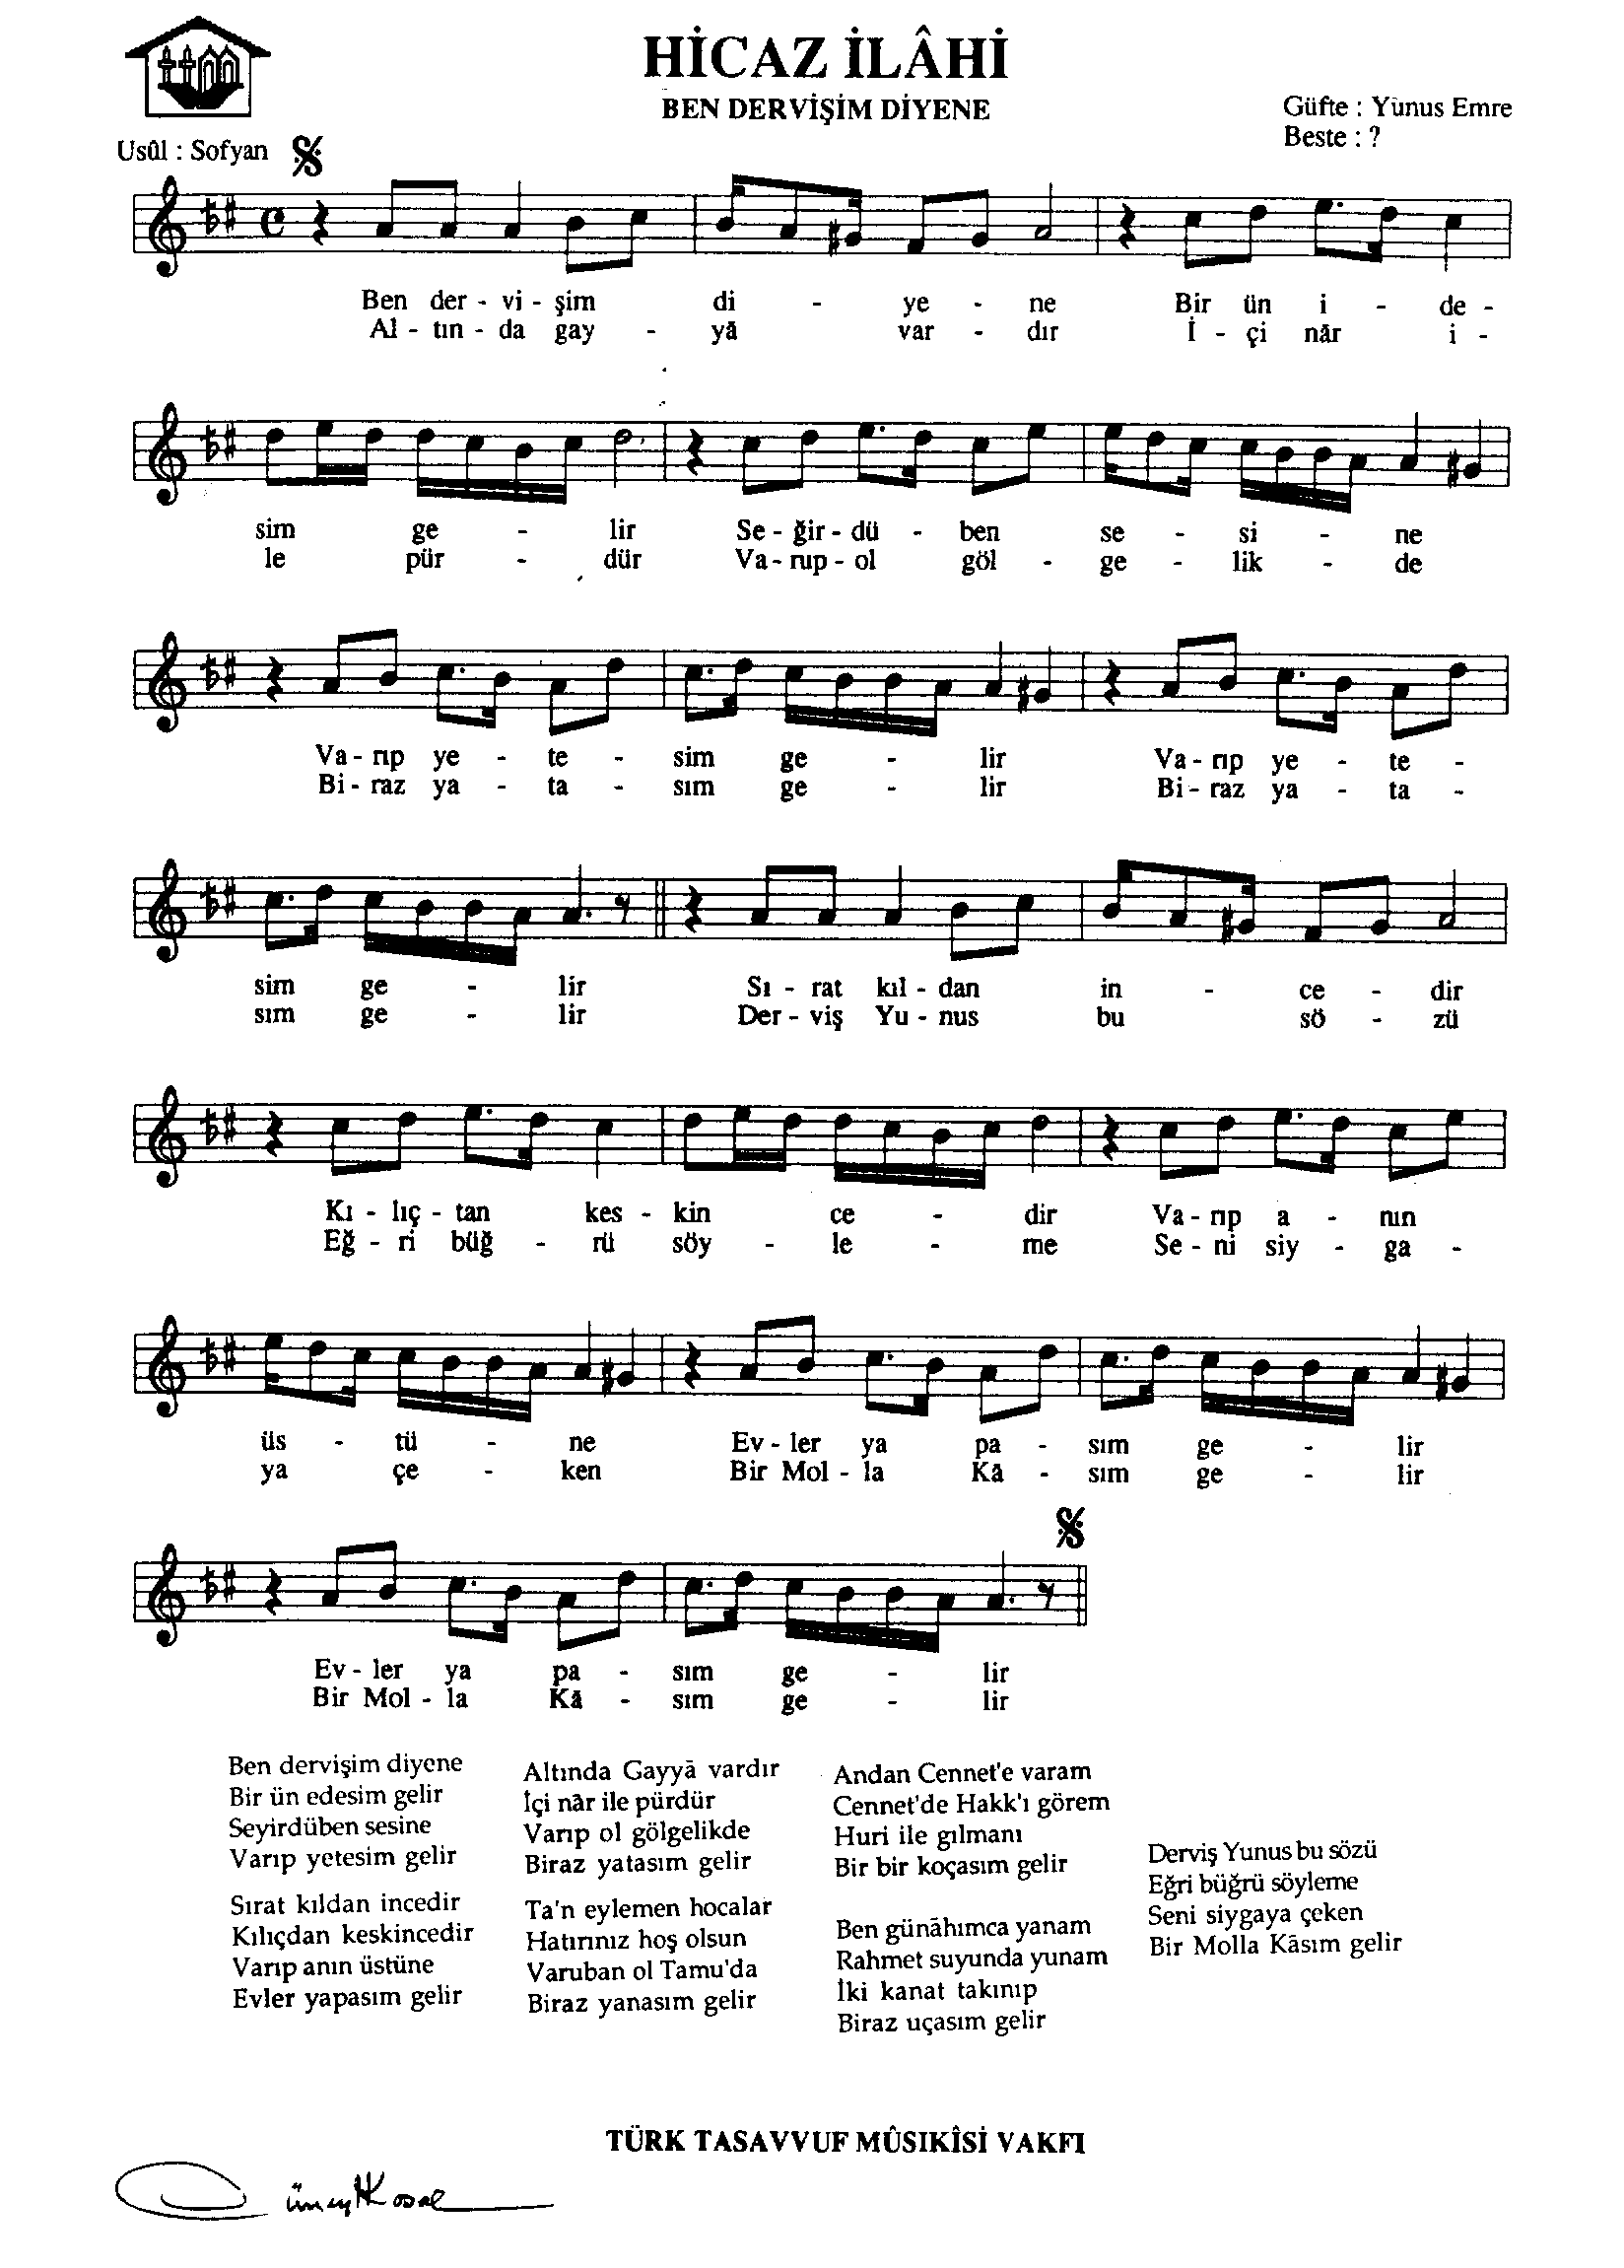 HİCAZ İLÂHİ
BEN DERVİŞİM DİYENE
Güfte : Yunus Emre
Beste : ?
Usûl : Sofyan
Ben der - vi - şim di - ye - ne Bir ün i - de -
Al - tın - da gay - yā var - dır İ - çi nār i -
sim ge - lir Se - ğir - dü - ben se - si - ne
le pür - dür Va - rup - ol göl - ge - lik - de
Va - rıp ye - te - sim ge - lir Va - rıp ye - te -
Bi - raz ya - ta - sım ge - lir Bi - raz ya - ta -
sim ge - lir Sı - rat kıl - dan in - ce - dir
sım ge - lir Der - viş Yu - nus bu sö - zü
Kı - lıç - tan kes - kin ce - dir Va - rıp a - nın
Eğ - ri büğ - rü söy - le - me Se - ni siy - ga -
üs - tü - ne Ev - ler ya pa - sım ge - lir
ya çe - ken Bir Mol - la Kā - sım ge - lir
Ev - ler ya pa - sım ge - lir
Bir Mol - la Kā - sım ge - lir
Ben dervişim diyene
Bir ün edesim gelir
Seyirdüben sesine
Varıp yetesim gelir
Sırat kıldan incedir
Kılıçdan keskincedir
Varıp anın üstüne
Evler yapasım gelir
Altında Gayyā vardır
İçi nār ile pürdür
Varıp ol gölgelikde
Biraz yatasım gelir
Ta'n eylemen hocalar
Hatırınız hoş olsun
Varuban ol Tamu'da
Biraz yanasım gelir
Andan Cennet'e varam
Cennet'de Hakk'ı görem
Huri ile gılmanı
Bir bir koçasım gelir
Ben günāhımca yanam
Rahmet suyunda yunam
İki kanat takınıp
Biraz uçasım gelir
Derviş Yunus bu sözü
Eğri büğrü söyleme
Seni siygaya çeken
Bir Molla Kāsım gelir
TÜRK TASAVVUF MÛSIKÎSİ VAKFI